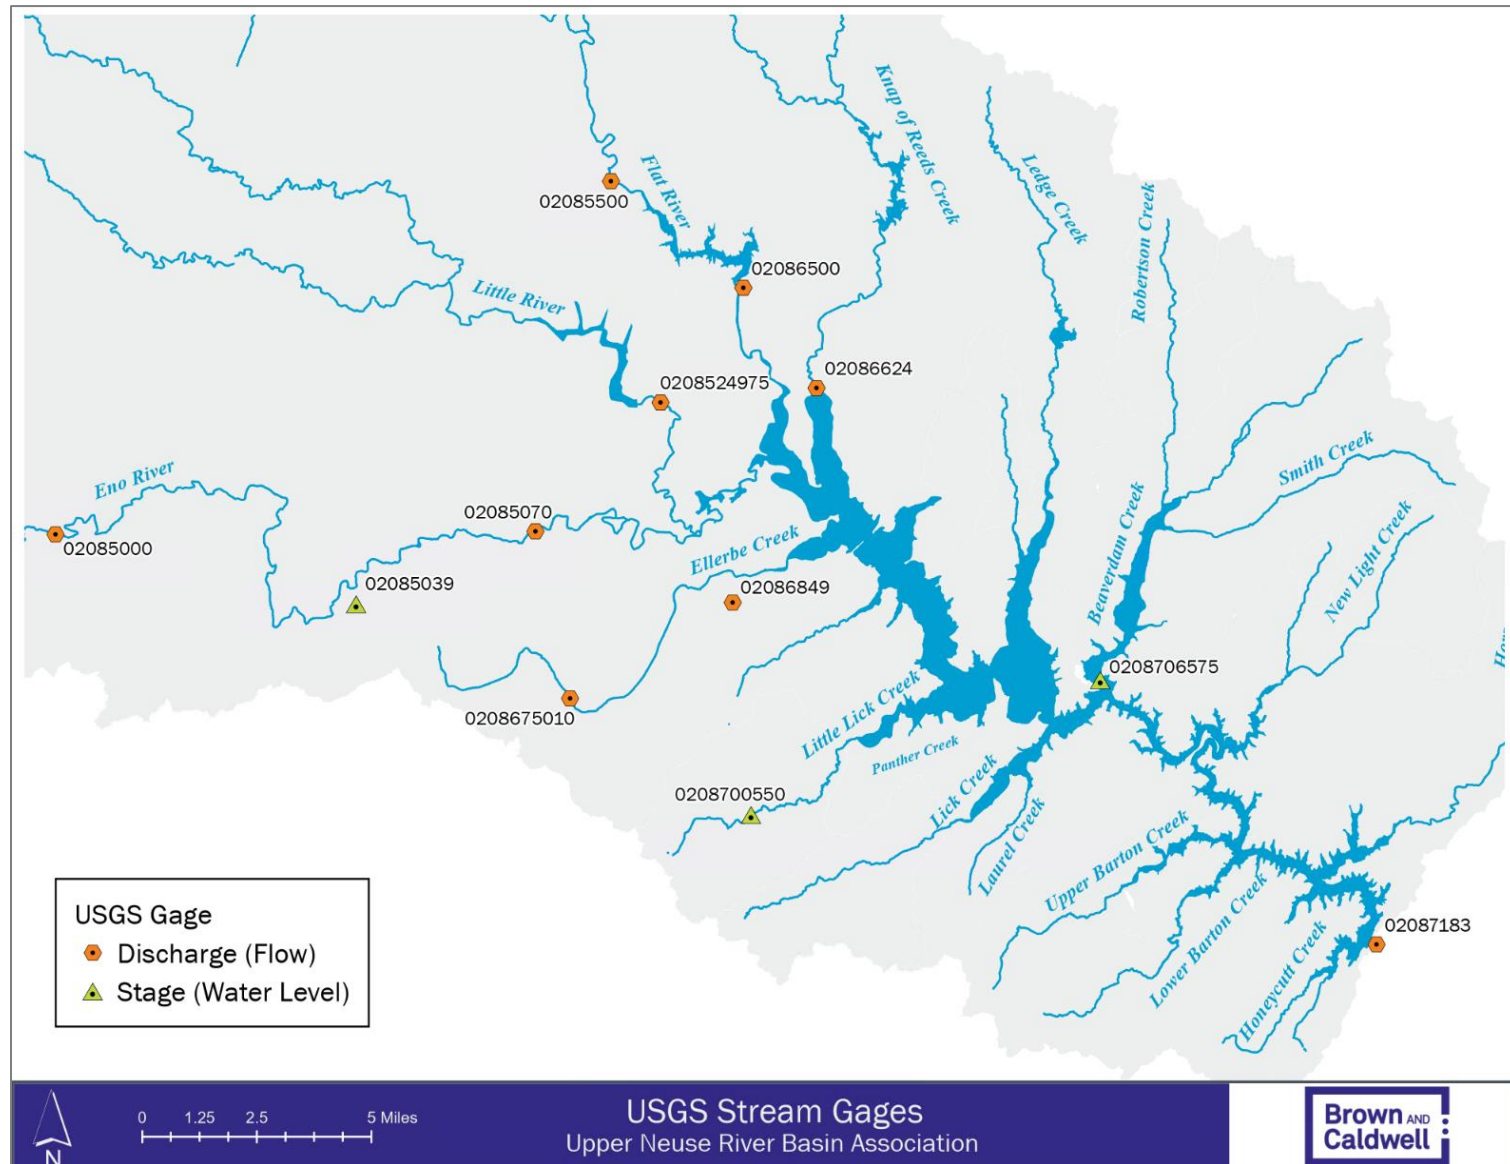 Knap of Reeds Creek
Flat River
Ledge Creek
02085500
Robertson Creek
02086500
Little River
02086624
0208524975
Smith Creek
Eno River
02085070
Beaverdam Creek
New Light Creek
02085000
Ellerbe Creek
02085039
02086849
0208706575
0208675010
Little Lick Creek
Panther Creek
0208700550
Lick Creek
Laurel Creek
Upper Barton Creek
Lower Barton Creek
02087183
Honeycutt Creek
USGS Gage
Discharge (Flow)
Stage (Water Level)
N
0 1.25 2.5 5 Miles
USGS Stream Gages
Upper Neuse River Basin Association
Brown AND
Caldwell